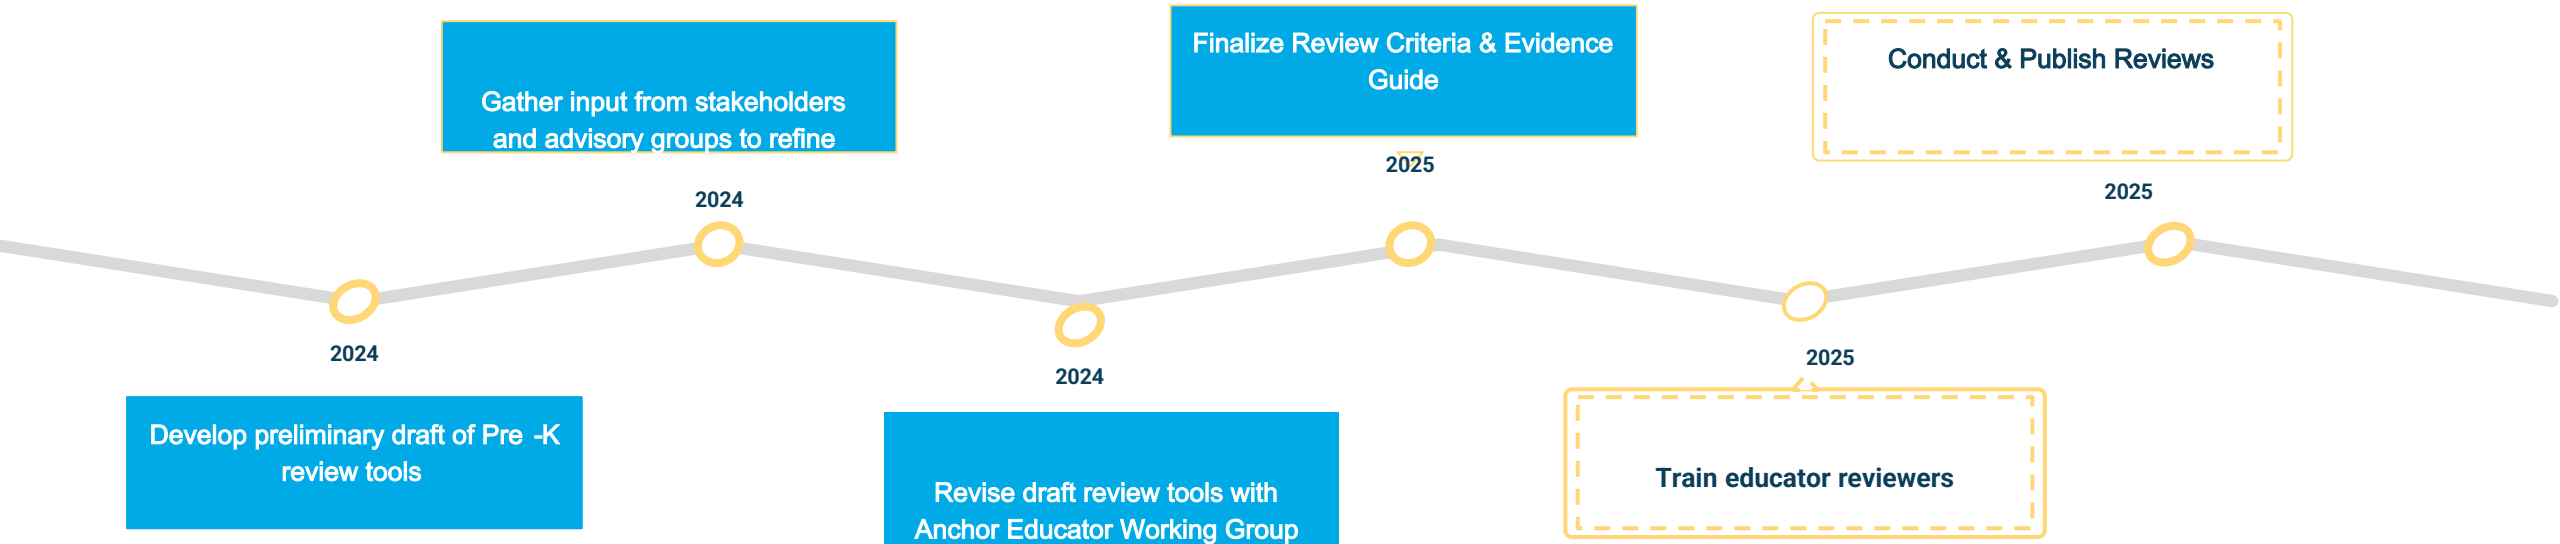 Gather input from stakeholders
and advisory groups to refine
2024
Finalize Review Criteria & Evidence
Guide
2025
Conduct & Publish Reviews
2025
2024
Develop preliminary draft of Pre -K
review tools
2024
Revise draft review tools with
Anchor Educator Working Group
2025
Train educator reviewers